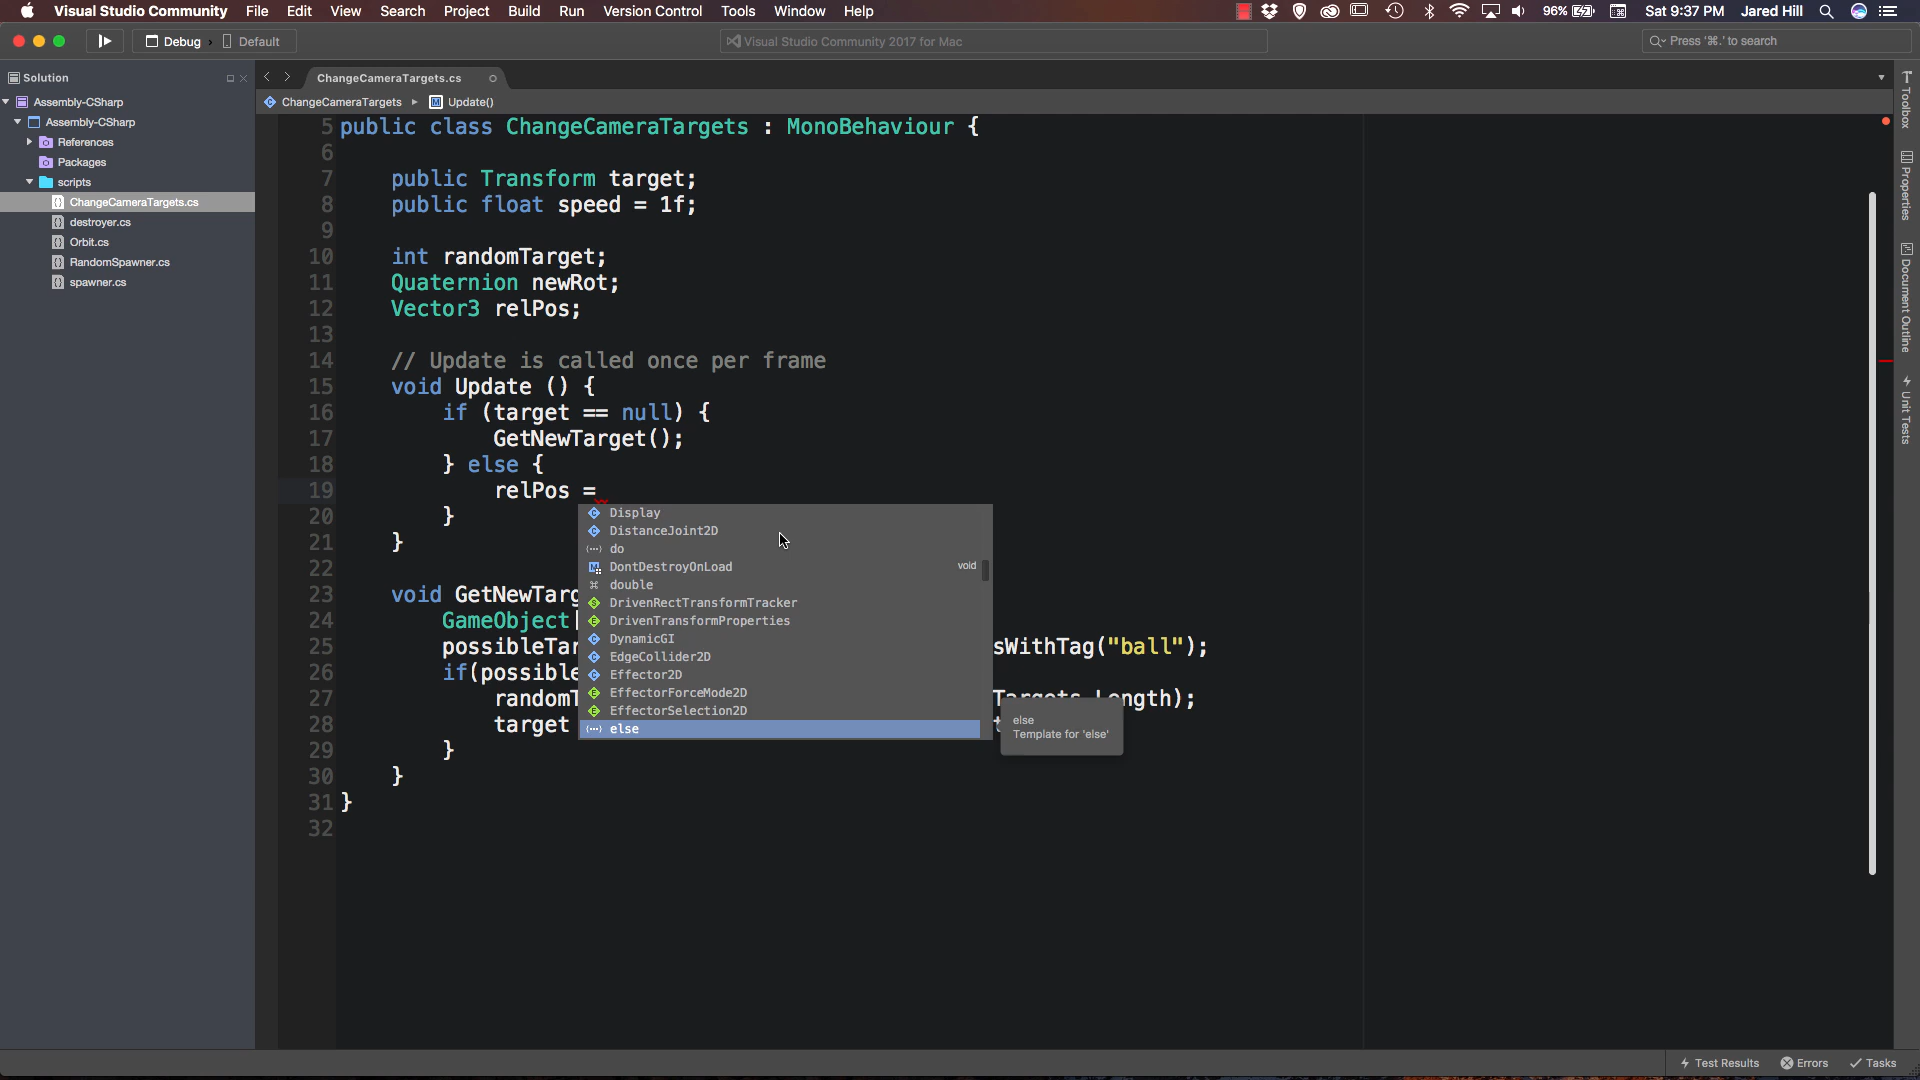 Visual Studio Community File Edit View Search Project Build Run Version Control Tools Window Help 96% Sat 9:37 PM Jared Hill
Debug Default Visual Studio Community 2017 for Mac Press '⌘.' to search
Solution ChangeCameraTargets.cs
ChangeCameraTargets Update()
Assembly-CSharp
Assembly-CSharp
References
Packages
scripts
ChangeCameraTargets.cs
destroyer.cs
Orbit.cs
RandomSpawner.cs
spawner.cs
5 public class ChangeCameraTargets : MonoBehaviour {
6
7 public Transform target;
8 public float speed = 1f;
9
10 int randomTarget;
11 Quaternion newRot;
12 Vector3 relPos;
13
14 // Update is called once per frame
15 void Update () {
16 if (target == null) {
17 GetNewTarget();
18 } else {
19 relPos =
20 }
21 }
22
23 void GetNewTarg
24 GameObject[
25 possibleTar sWithTag("ball");
26 if(possible
27 randomT Targets.Length);
28 target
29 }
30 }
31 }
32
Display
DistanceJoint2D
do
DontDestroyOnLoad void
double
DrivenRectTransformTracker
DrivenTransformProperties
DynamicGI
EdgeCollider2D
Effector2D
EffectorForceMode2D
EffectorSelection2D
else
else
Template for 'else'
Toolbox
Properties
Document Outline
Unit Tests
Test Results Errors Tasks